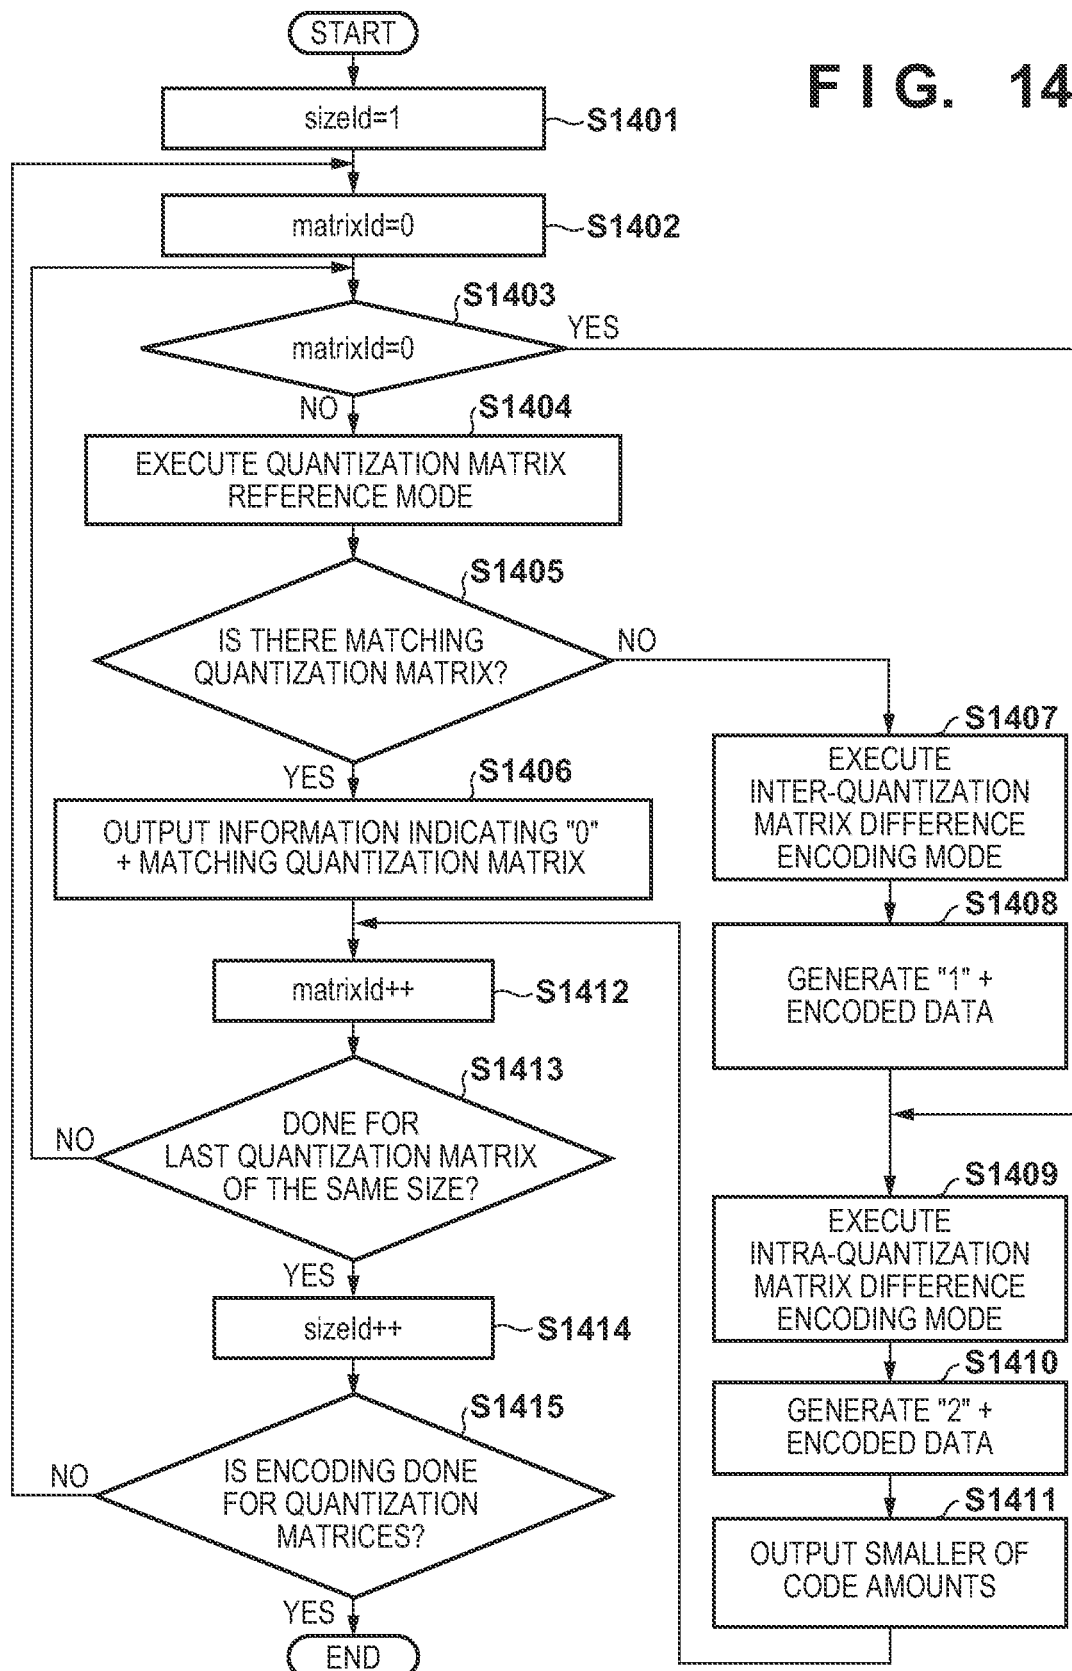 START
FIG. 14
sizeId=1
S1401
matrixId=0
S1402
S1403
matrixId=0
YES
NO
S1404
EXECUTE QUANTIZATION MATRIX
REFERENCE MODE
S1405
IS THERE MATCHING
QUANTIZATION MATRIX?
NO
YES
S1406
OUTPUT INFORMATION INDICATING "0"
+ MATCHING QUANTIZATION MATRIX
S1407
EXECUTE
INTER-QUANTIZATION
MATRIX DIFFERENCE
ENCODING MODE
S1408
GENERATE "1" +
ENCODED DATA
matrixId++
S1412
S1413
DONE FOR
LAST QUANTIZATION MATRIX
OF THE SAME SIZE?
NO
YES
S1409
EXECUTE
INTRA-QUANTIZATION
MATRIX DIFFERENCE
ENCODING MODE
sizeId++
S1414
S1410
GENERATE "2" +
ENCODED DATA
S1415
IS ENCODING DONE
FOR QUANTIZATION
MATRICES?
NO
YES
S1411
OUTPUT SMALLER OF
CODE AMOUNTS
END